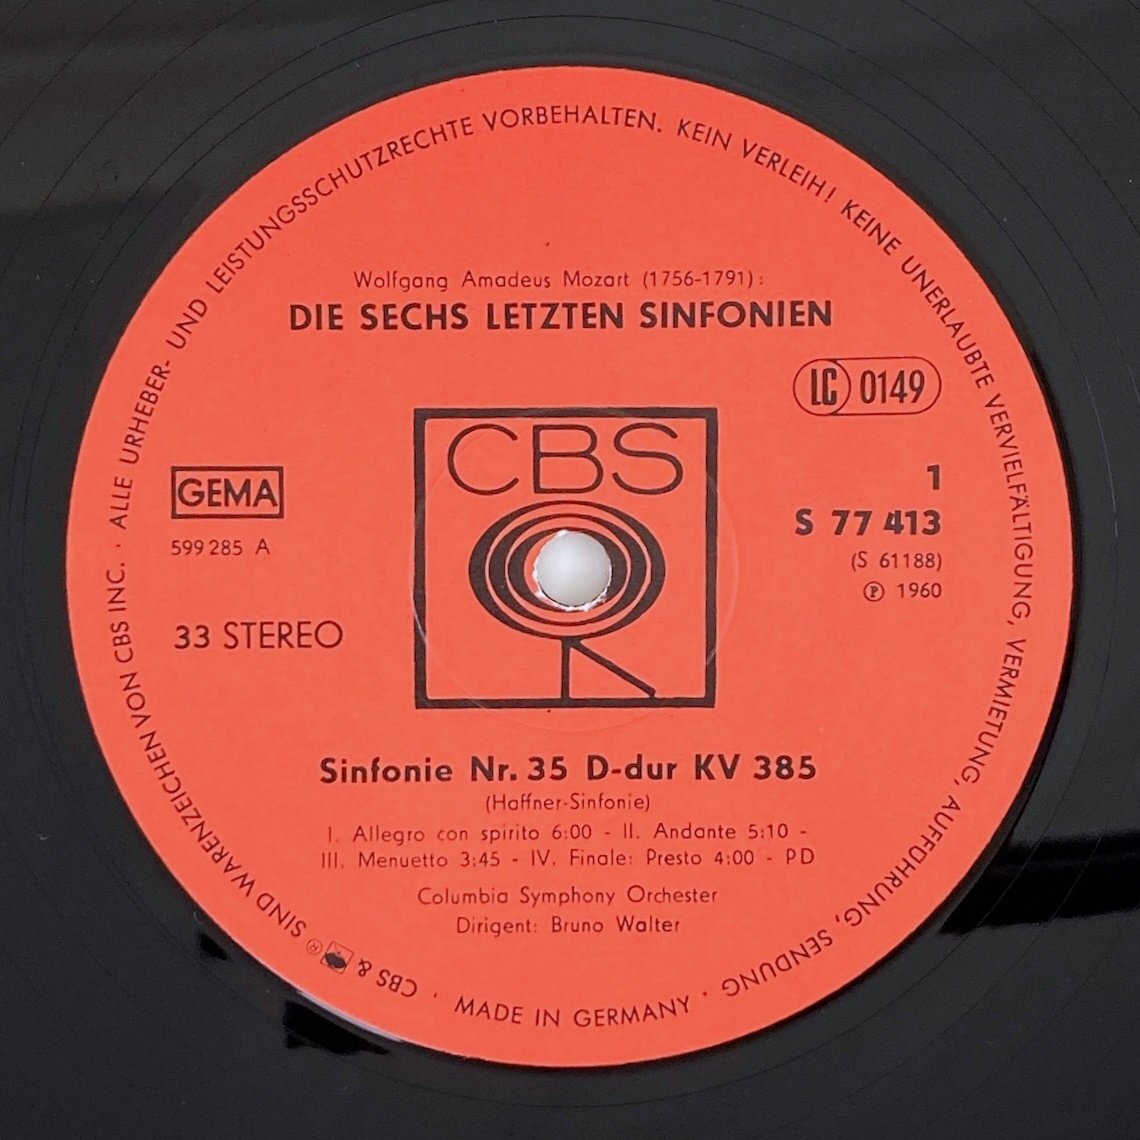 ALLE URHEBER- UND LEISTUNGSSCHUTZRECHTE VORBEHALTEN. KEIN VERLEIH! KEINE UNERLAUBTE VERVIELFÄLTIGUNG, VERMIETUNG, AUFFÜHRUNG, SENDUNG · MADE IN GERMANY · CBS & ® SIND WARENZEICHEN VON CBS INC. ·
Wolfgang Amadeus Mozart (1756-1791):
DIE SECHS LETZTEN SINFONIEN
LC 0149
CBS
GEMA
599 285 A
33 STEREO
1
S 77 413
(S 61188)
℗ 1960
Sinfonie Nr. 35 D-dur KV 385
(Haffner-Sinfonie)
I. Allegro con spirito 6:00 - II. Andante 5:10 -
III. Menuetto 3:45 - IV. Finale: Presto 4:00 - PD
Columbia Symphony Orchester
Dirigent: Bruno Walter